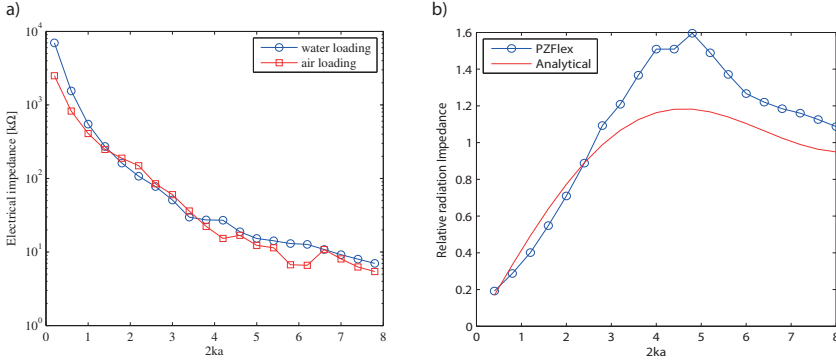 a)
10^4
10^3
10^2
10^1
10^0
Electrical impedance [kΩ]
water loading
air loading
0 1 2 3 4 5 6 7 8
2ka
b)
1.6
1.4
1.2
1
0.8
0.6
0.4
0.2
0
Relative radiation Impedance
PZFlex
Analytical
0 1 2 3 4 5 6 7 8
2ka